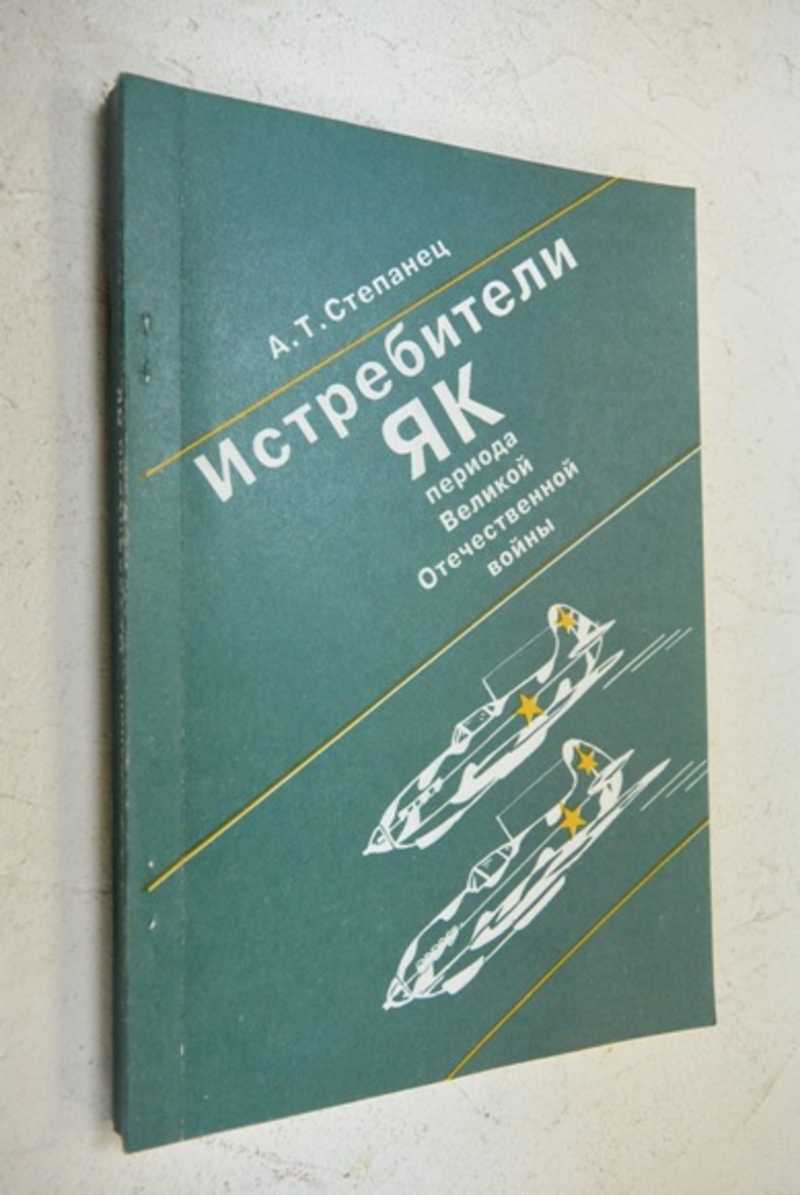 А.Т.Степанец
Истребители
ЯК
периода
Великой
Отечественной
войны